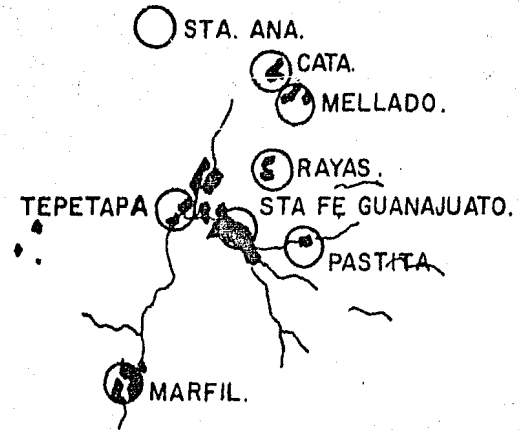 STA. ANA.
CATA.
MELLADO.
RAYAS.
TEPETAPA
STA FE GUANAJUATO.
PASTITA
MARFIL.